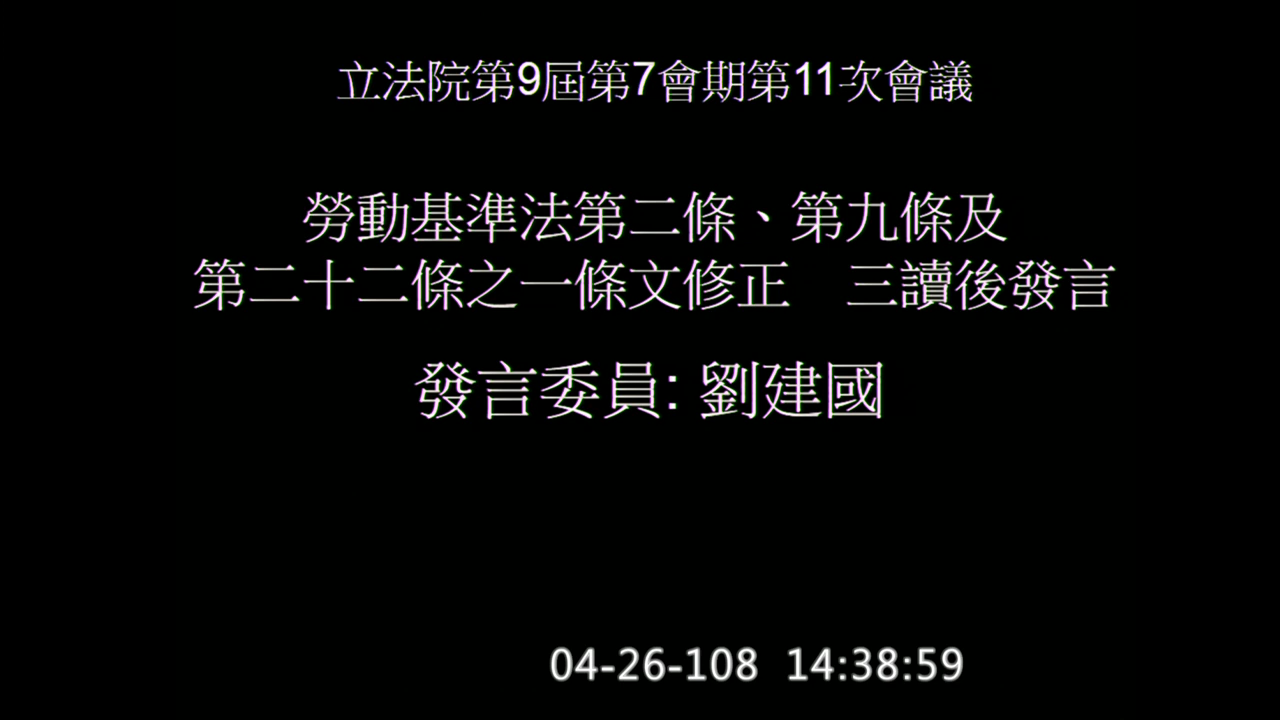 立法院第9屆第7會期第11次會議
勞動基準法第二條、第九條及
第二十二條之一條文修正　三讀後發言
發言委員: 劉建國
04-26-108 14:38:59